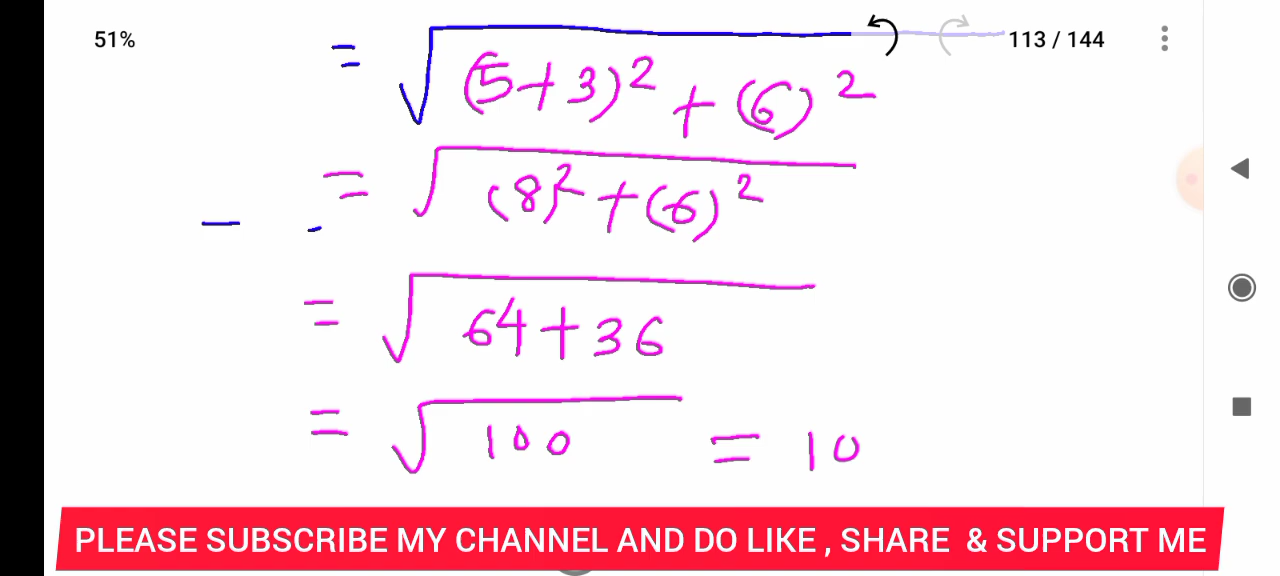 51%
113 / 144
= √(5+3)² + (6)²
= √(8)² + (6)²
= √64+36
= √100 = 10
PLEASE SUBSCRIBE MY CHANNEL AND DO LIKE , SHARE & SUPPORT ME